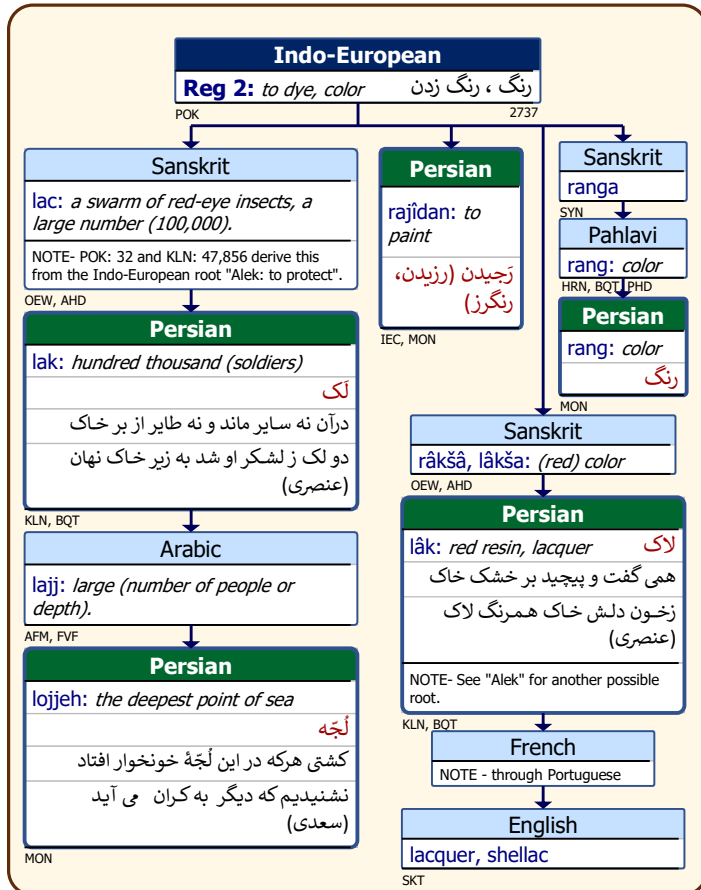 Indo-European
Reg 2: to dye, color رنگ ، رنگ زدن
POK 2737
Sanskrit
lac: a swarm of red-eye insects, a
large number (100,000).
NOTE- POK: 32 and KLN: 47,856 derive this
from the Indo-European root "Alek: to protect".
OEW, AHD
Persian
lak: hundred thousand (soldiers)
لَک
درآن نه سایر ماند و نه طایر از بر خاک
دو لک ز لشکر او شد به زیر خاک نهان
(عنصری)
KLN, BQT
Arabic
lajj: large (number of people or
depth).
AFM, FVF
Persian
lojjeh: the deepest point of sea
لُجّه
کشتی هرکه در این لُجّهٔ خونخوار افتاد
نشنیدیم که دیگر به کران می آید
(سعدی)
MON
Persian
rajîdan: to
paint
رَجیدن (رزیدن،
رنگرز)
IEC, MON
Sanskrit
ranga
SYN
Pahlavi
rang: color
HRN, BQT, PHD
Persian
rang: color
رنگ
MON
Sanskrit
râkšâ, lâkša: (red) color
OEW, AHD
Persian
lâk: red resin, lacquer لاک
همی گفت و پیچید بر خشک خاک
زخون دلش خاک همرنگ لاک
(عنصری)
NOTE- See "Alek" for another possible
root.
KLN, BQT
French
NOTE - through Portuguese
English
lacquer, shellac
SKT